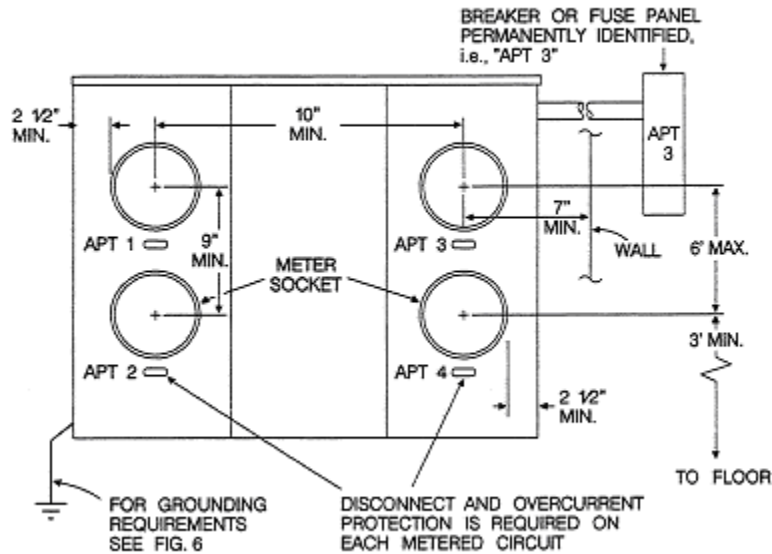 BREAKER OR FUSE PANEL
PERMANENTLY IDENTIFIED,
i.e., "APT 3"
2 1/2"
MIN.
10"
MIN.
APT
3
7"
MIN.
APT 1
9"
MIN.
APT 3
WALL
6' MAX.
METER
SOCKET
3' MIN.
APT 2
APT 4
2 1/2"
MIN.
TO FLOOR
FOR GROUNDING
REQUIREMENTS
SEE FIG. 6
DISCONNECT AND OVERCURRENT
PROTECTION IS REQUIRED ON
EACH METERED CIRCUIT